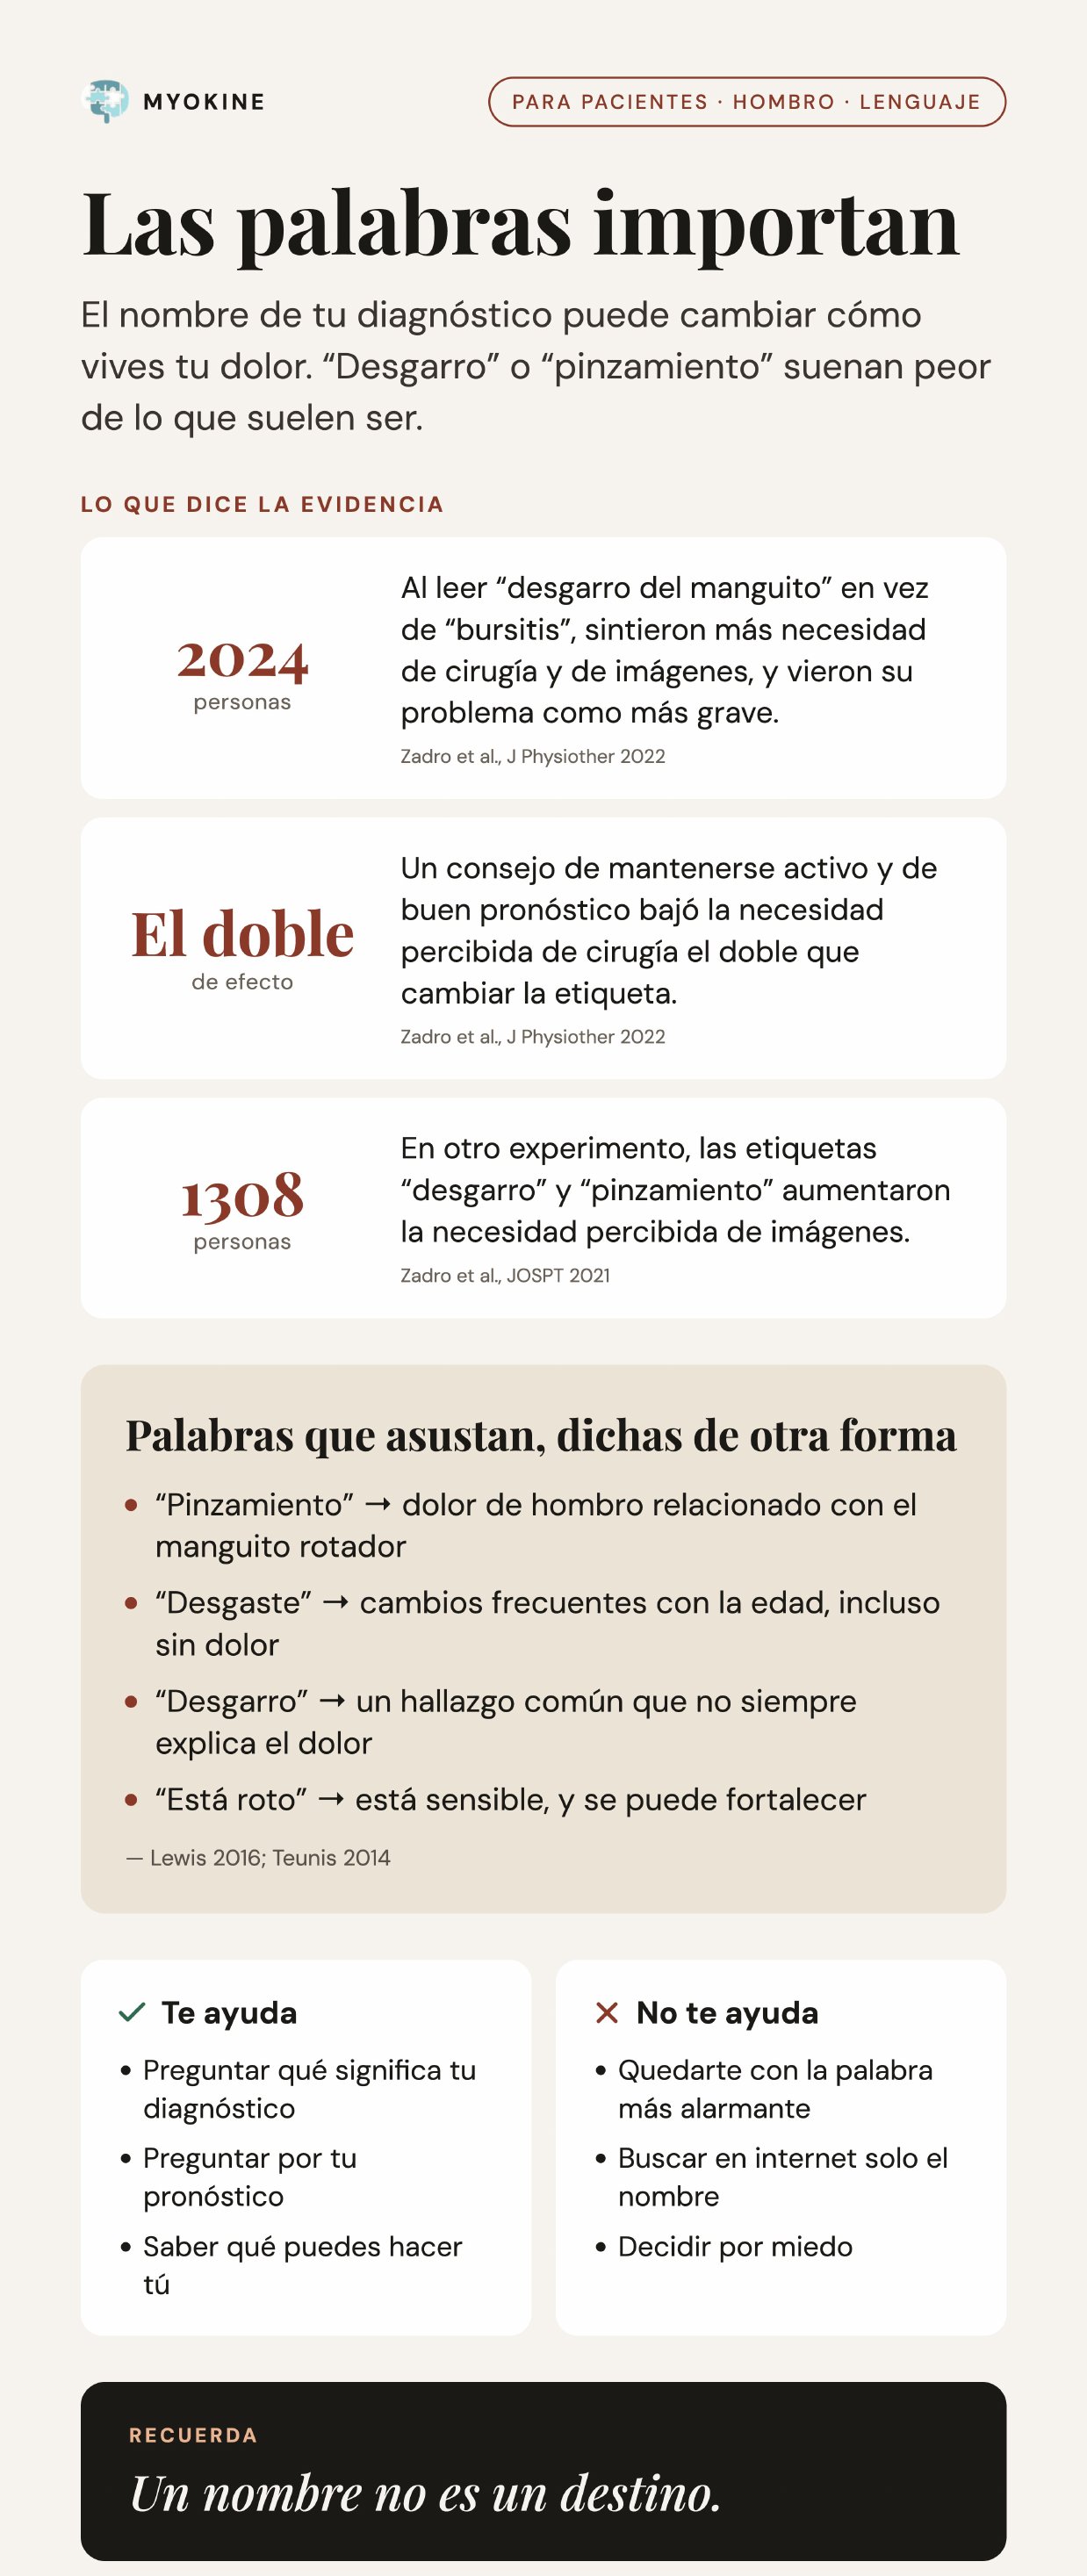 MYOKINE
PARA PACIENTES · HOMBRO · LENGUAJE
Las palabras importan
El nombre de tu diagnóstico puede cambiar cómo
vives tu dolor. “Desgarro” o “pinzamiento” suenan peor
de lo que suelen ser.
LO QUE DICE LA EVIDENCIA
2024
personas
Al leer “desgarro del manguito” en vez
de “bursitis”, sintieron más necesidad
de cirugía y de imágenes, y vieron su
problema como más grave.
Zadro et al., J Physiother 2022
El doble
de efecto
Un consejo de mantenerse activo y de
buen pronóstico bajó la necesidad
percibida de cirugía el doble que
cambiar la etiqueta.
Zadro et al., J Physiother 2022
1308
personas
En otro experimento, las etiquetas
“desgarro” y “pinzamiento” aumentaron
la necesidad percibida de imágenes.
Zadro et al., JOSPT 2021
Palabras que asustan, dichas de otra forma
• “Pinzamiento” → dolor de hombro relacionado con el
manguito rotador
• “Desgaste” → cambios frecuentes con la edad, incluso
sin dolor
• “Desgarro” → un hallazgo común que no siempre
explica el dolor
• “Está roto” → está sensible, y se puede fortalecer
— Lewis 2016; Teunis 2014
✓ Te ayuda
• Preguntar qué significa tu
diagnóstico
• Preguntar por tu
pronóstico
• Saber qué puedes hacer
tú
✕ No te ayuda
• Quedarte con la palabra
más alarmante
• Buscar en internet solo el
nombre
• Decidir por miedo
RECUERDA
Un nombre no es un destino.